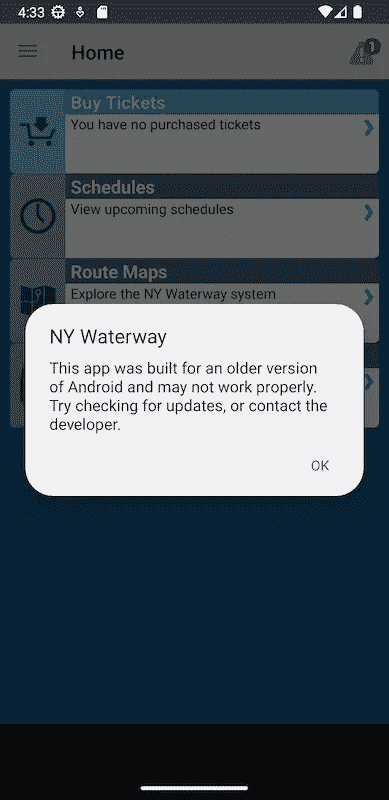 4:33
Home
1
Buy Tickets
You have no purchased tickets
Schedules
View upcoming schedules
Route Maps
Explore the NY Waterway system
NY Waterway
This app was built for an older version
of Android and may not work properly.
Try checking for updates, or contact the
developer.
OK